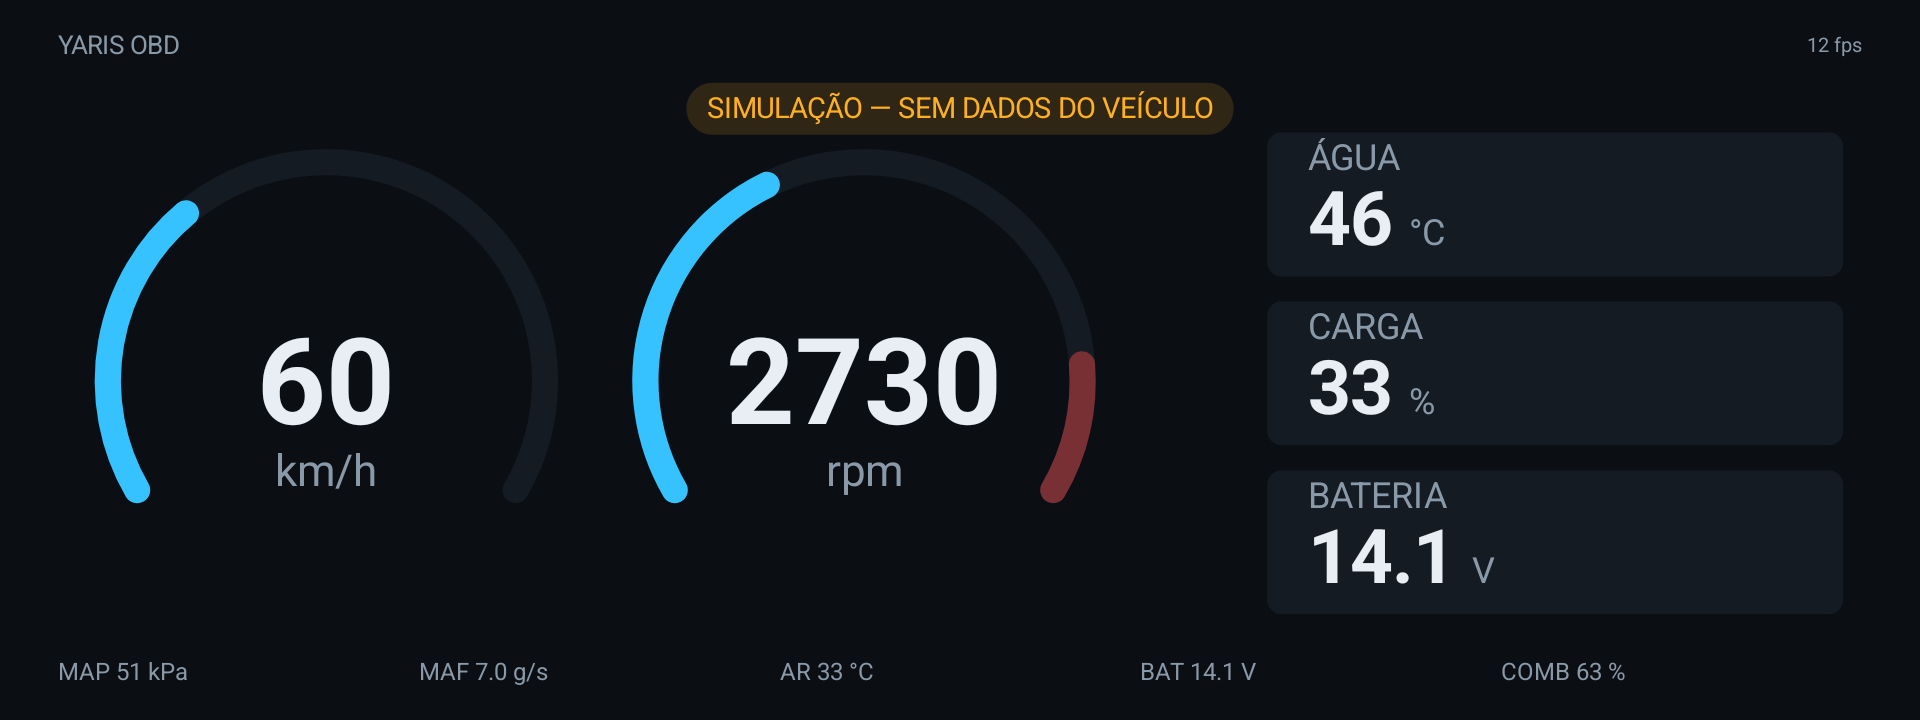 YARIS OBD
12 fps
SIMULAÇÃO — SEM DADOS DO VEÍCULO
60
km/h
2730
rpm
ÁGUA
46 °C
CARGA
33 %
BATERIA
14.1 V
MAP 51 kPa
MAF 7.0 g/s
AR 33 °C
BAT 14.1 V
COMB 63 %